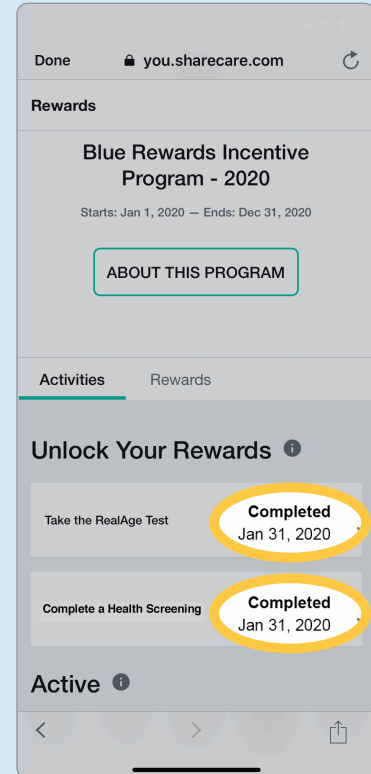 Done you.sharecare.com
Rewards
Blue Rewards Incentive
Program - 2020
Starts: Jan 1, 2020 — Ends: Dec 31, 2020
ABOUT THIS PROGRAM
Activities Rewards
Unlock Your Rewards
Take the RealAge Test
Completed
Jan 31, 2020
Complete a Health Screening
Completed
Jan 31, 2020
Active